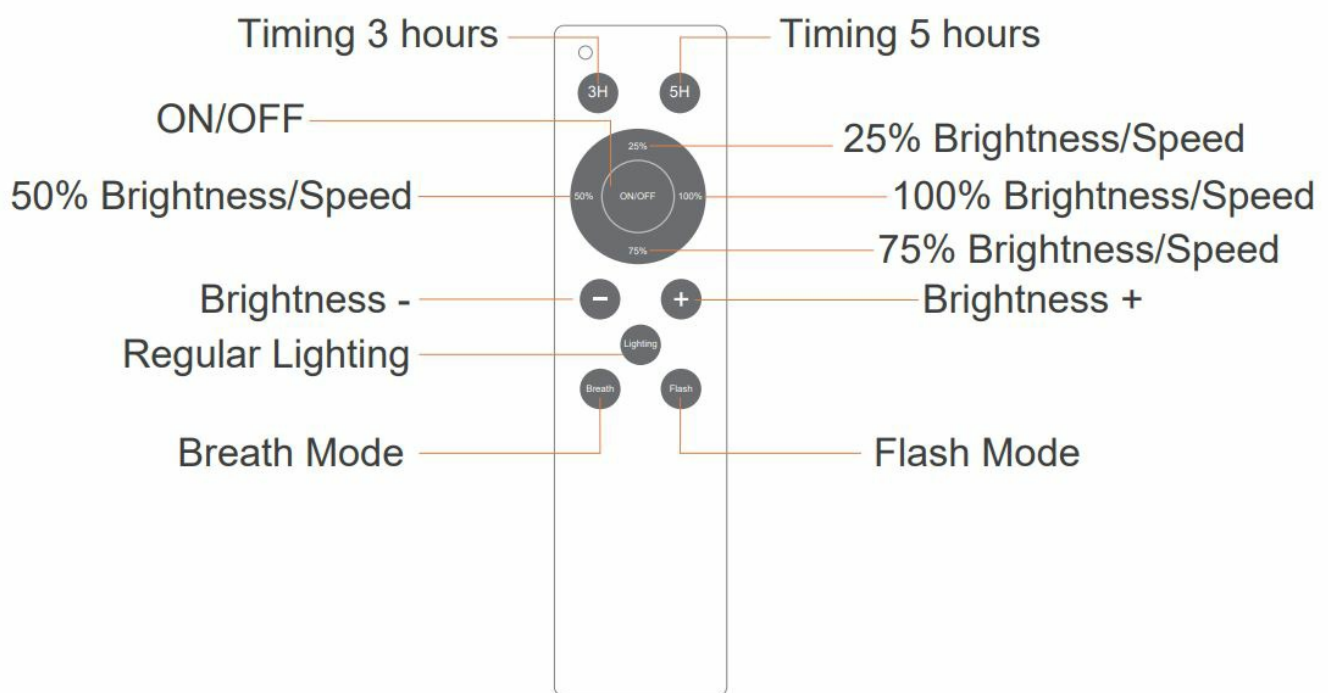 Timing 3 hours
Timing 5 hours
3H
5H
ON/OFF
25%
25% Brightness/Speed
50% Brightness/Speed
50%
ON/OFF
100%
100% Brightness/Speed
75%
75% Brightness/Speed
Brightness -
−
+
Brightness +
Regular Lighting
Lighting
Breath
Flash
Breath Mode
Flash Mode